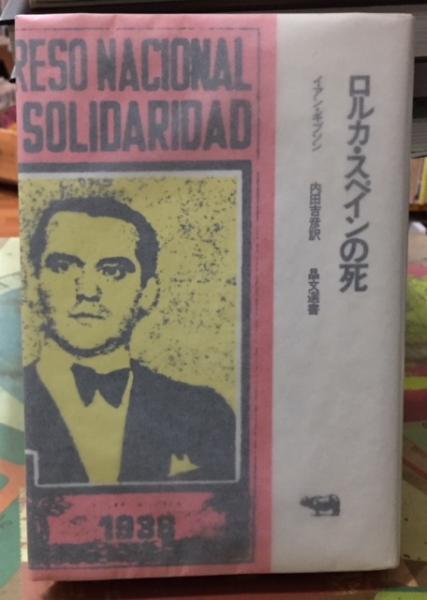 RESO NACIONAL
SOLIDARIDAD
1936
ロルカ・スペインの死
イアン・ギブソン
内田吉彦訳
晶文選書